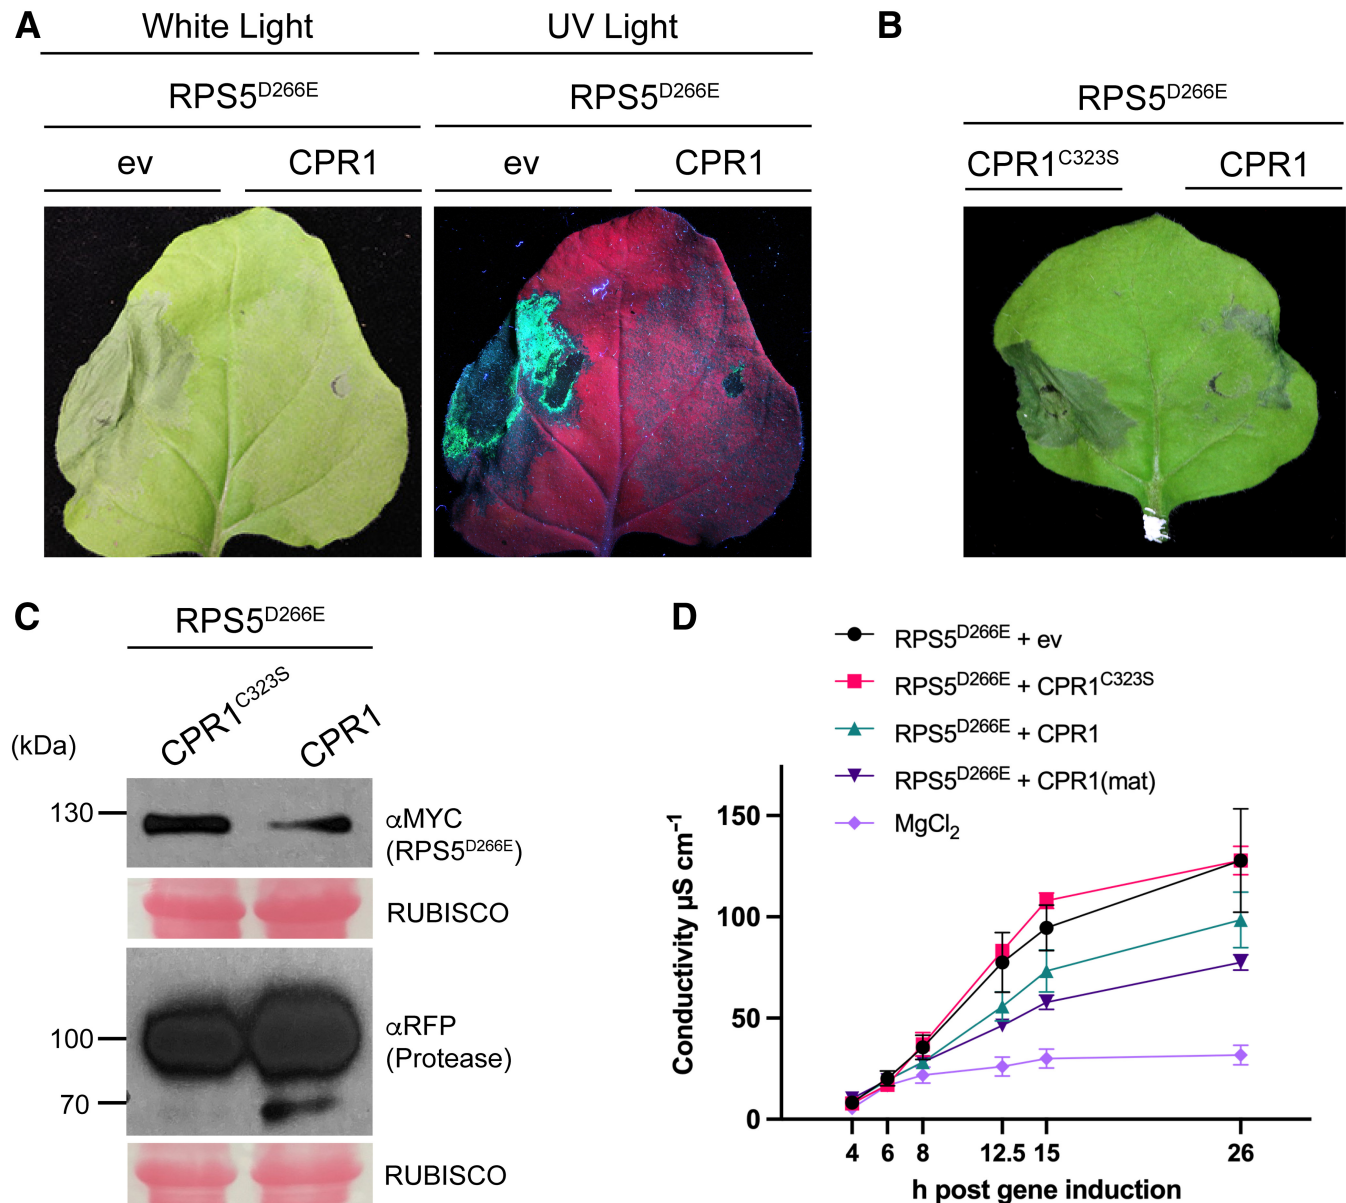 A
White Light
UV Light
RPS5D266E
RPS5D266E
ev
CPR1
ev
CPR1
B
RPS5D266E
CPR1C323S
CPR1
C
RPS5D266E
CPR1C323S
CPR1
(kDa)
130
αMYC
(RPS5D266E)
RUBISCO
100
αRFP
(Protease)
70
RUBISCO
D
RPS5D266E + ev
RPS5D266E + CPR1C323S
RPS5D266E + CPR1
RPS5D266E + CPR1(mat)
MgCl2
Conductivity µS cm−1
150
100
50
0
4 6 8 12.5 15 26
h post gene induction